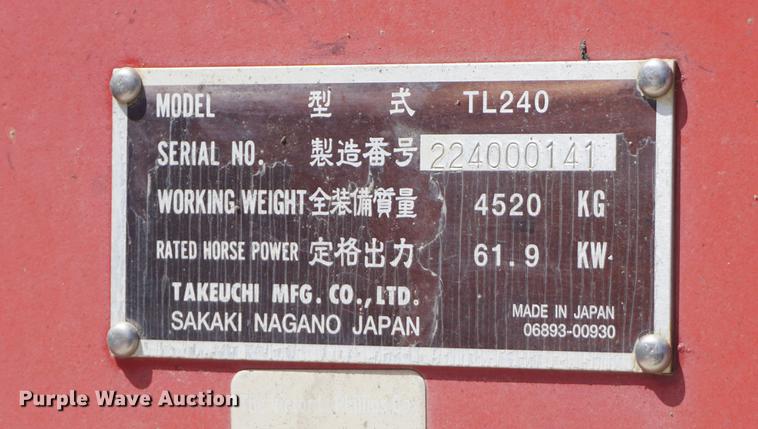 MODEL 型 式 TL240
SERIAL NO. 製造番号 224000141
WORKING WEIGHT 全装備質量 4520 KG
RATED HORSE POWER 定格出力 61.9 KW
TAKEUCHI MFG. CO., LTD.
SAKAKI NAGANO JAPAN
MADE IN JAPAN
06893-00930
Purple Wave Auction